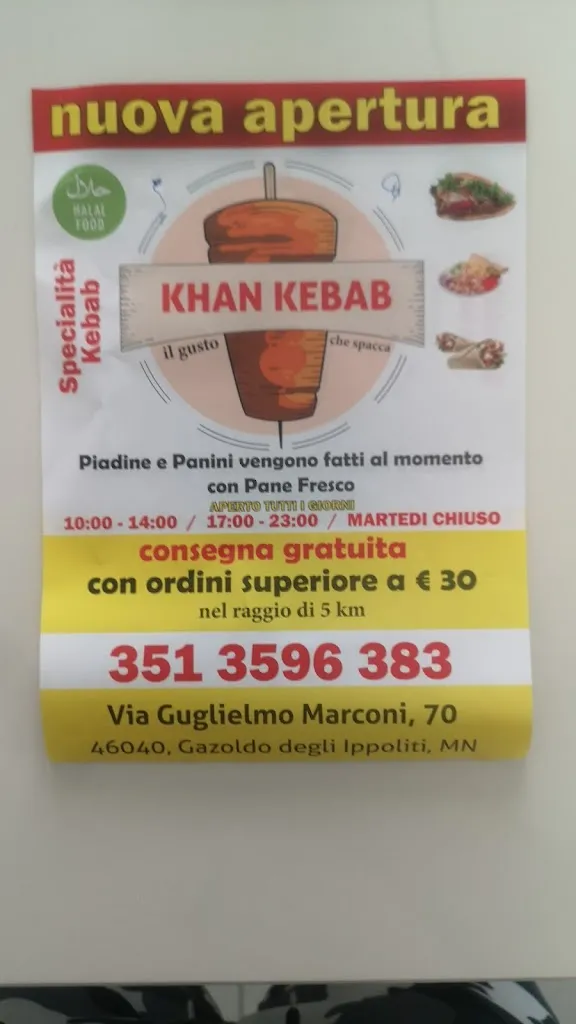 nuova apertura
حلال
HALAL
FOOD
Specialità
Kebab
KHAN KEBAB
il gusto che spacca
Piadine e Panini vengono fatti al momento
con Pane Fresco
APERTO TUTTI I GIORNI
10:00 - 14:00 / 17:00 - 23:00 / MARTEDI CHIUSO
consegna gratuita
con ordini superiore a € 30
nel raggio di 5 km
351 3596 383
Via Guglielmo Marconi, 70
46040, Gazoldo degli Ippoliti, MN